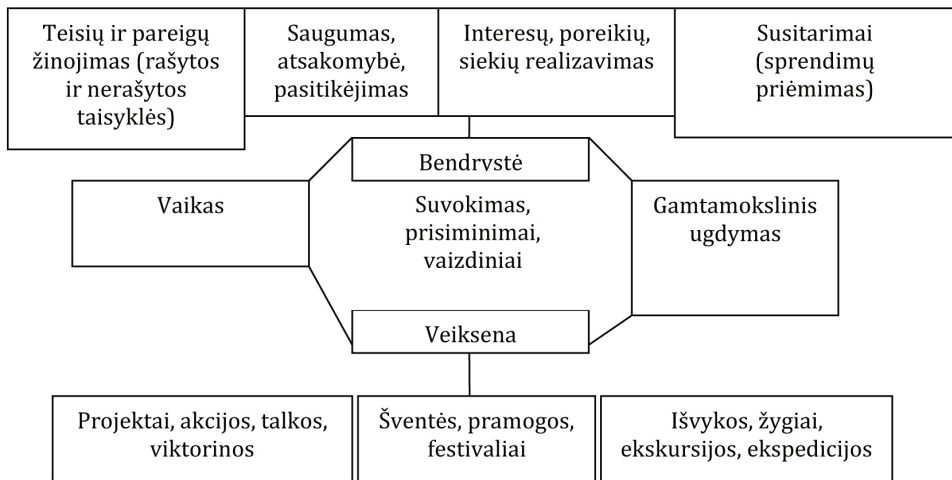 Teisių ir pareigų
žinojimas (rašytos
ir nerašytos
taisyklės)
Saugumas,
atsakomybė,
pasitikėjimas
Interesų, poreikių,
siekių realizavimas
Susitarimai
(sprendimų
priėmimas)
Bendrystė
Vaikas
Suvokimas,
prisiminimai,
vaizdiniai
Gamtamokslinis
ugdymas
Veiksena
Projektai, akcijos, talkos,
viktorinos
Šventės, pramogos,
festivaliai
Išvykos, žygiai,
ekskursijos, ekspedicijos